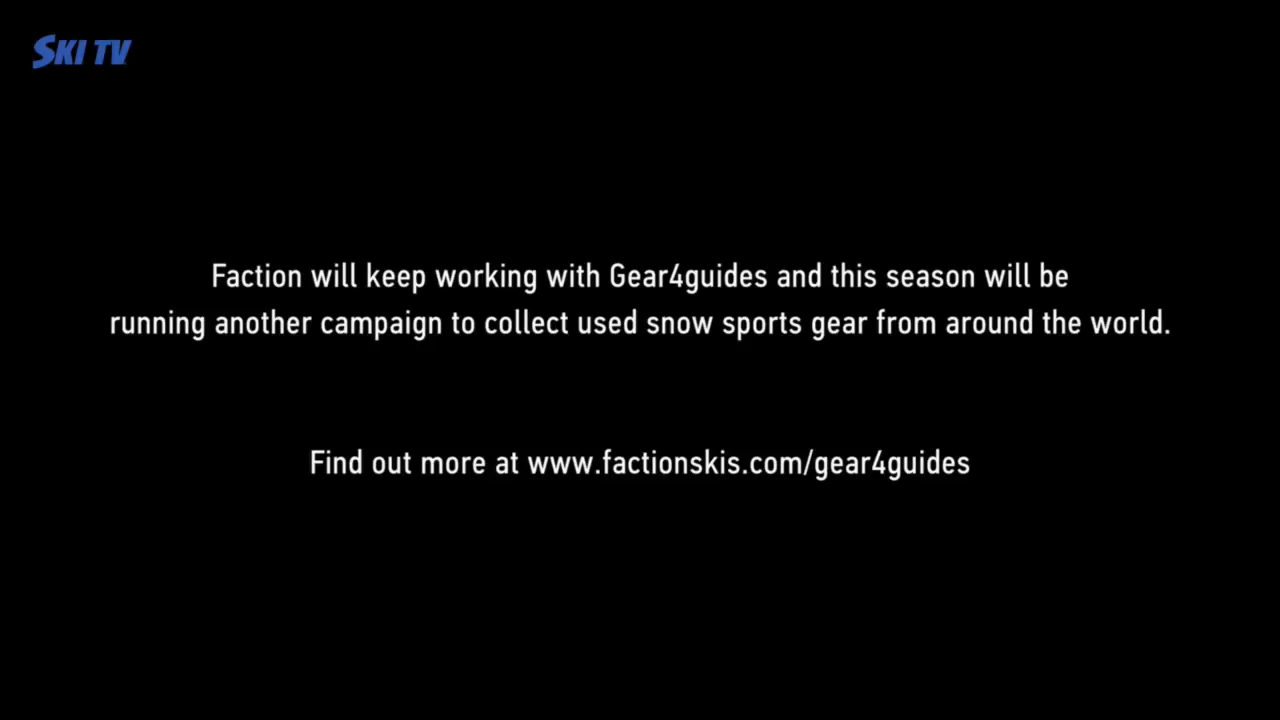 SKI TV
Faction will keep working with Gear4guides and this season will be
running another campaign to collect used snow sports gear from around the world.
Find out more at www.factionskis.com/gear4guides